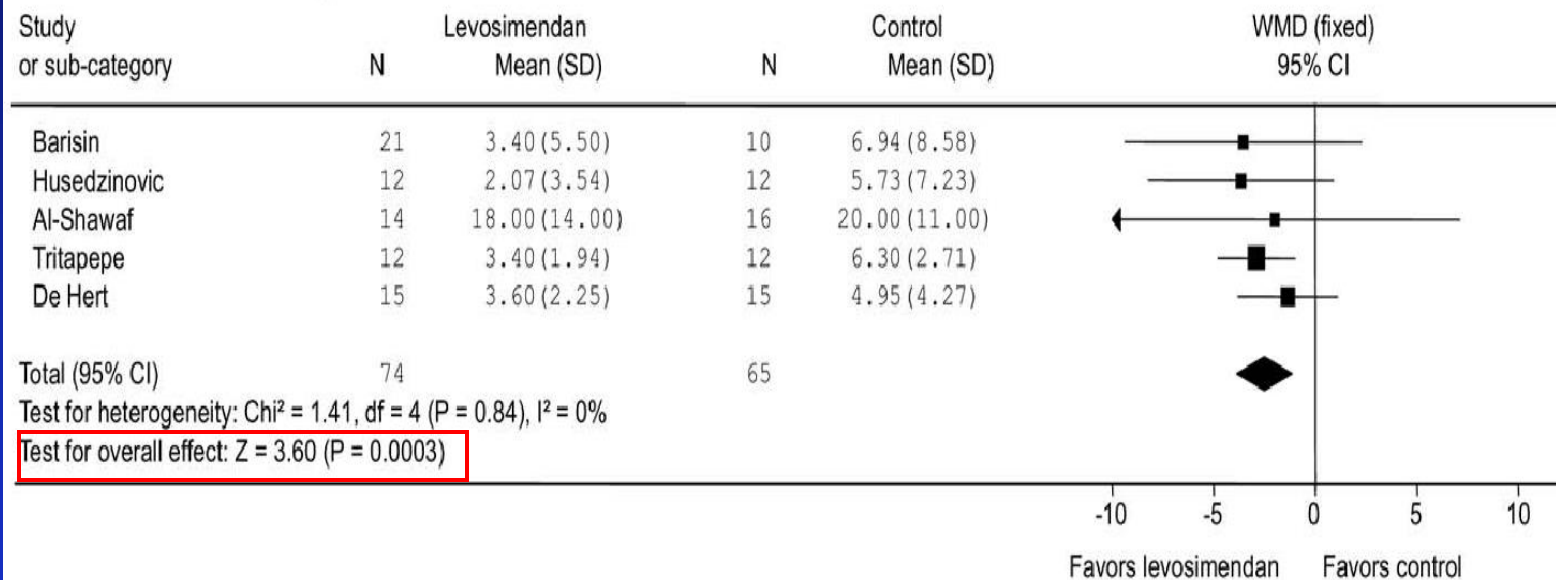 Study Levosimendan Control WMD (fixed)
or sub-category N Mean (SD) N Mean (SD) 95% CI
Barisin 21 3.40(5.50) 10 6.94(8.58)
Husedzinovic 12 2.07(3.54) 12 5.73(7.23)
Al-Shawaf 14 18.00(14.00) 16 20.00(11.00)
Tritapepe 12 3.40(1.94) 12 6.30(2.71)
De Hert 15 3.60(2.25) 15 4.95(4.27)
Total (95% CI) 74 65
Test for heterogeneity: Chi² = 1.41, df = 4 (P = 0.84), I² = 0%
Test for overall effect: Z = 3.60 (P = 0.0003)
-10 -5 0 5 10
Favors levosimendan Favors control